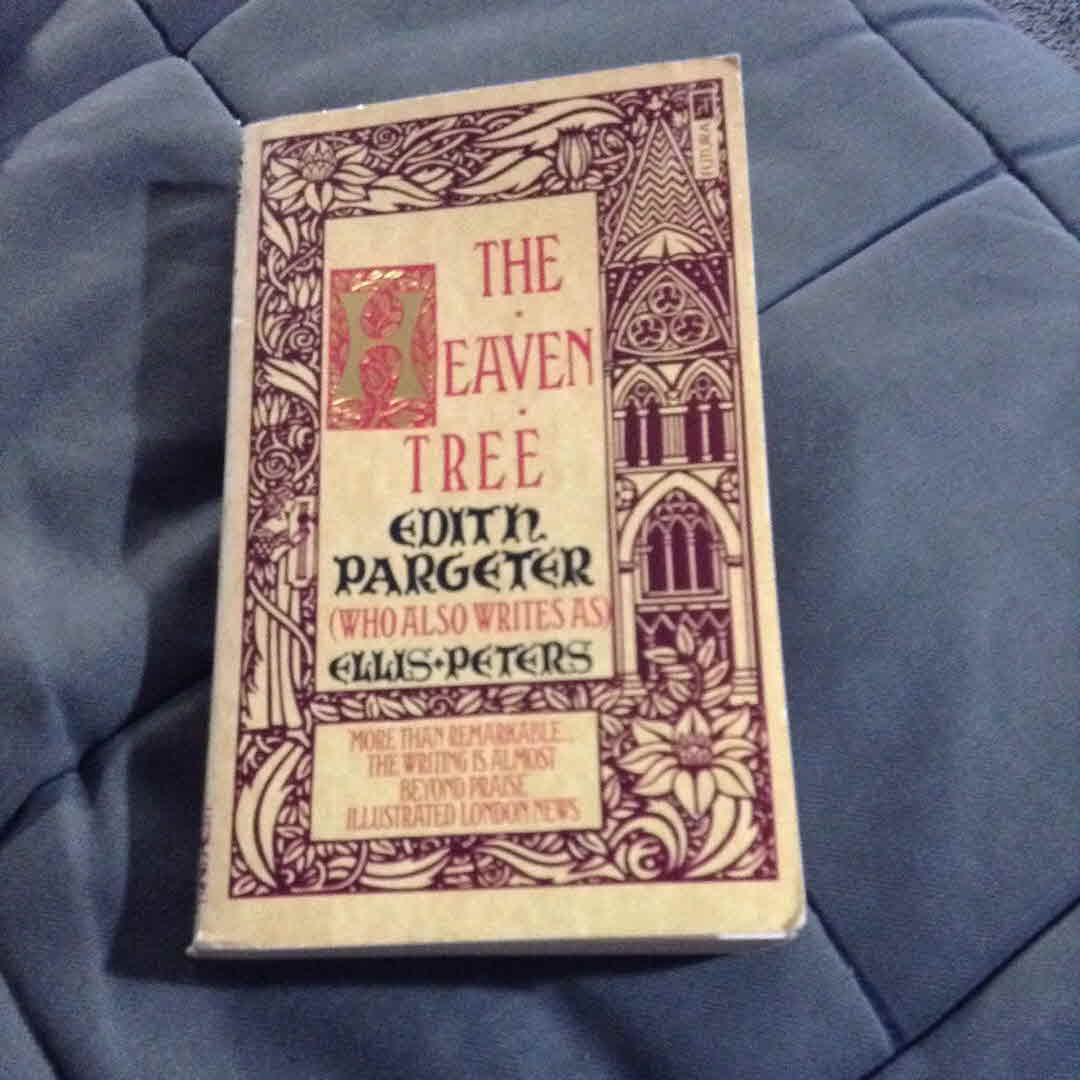 FUTURA
THE
HEAVEN
TREE
EDITH
PARGETER
(WHO ALSO WRITES AS)
ELLIS·PETERS
MORE THAN REMARKABLE...
THE WRITING IS ALMOST
BEYOND PRAISE
ILLUSTRATED LONDON NEWS